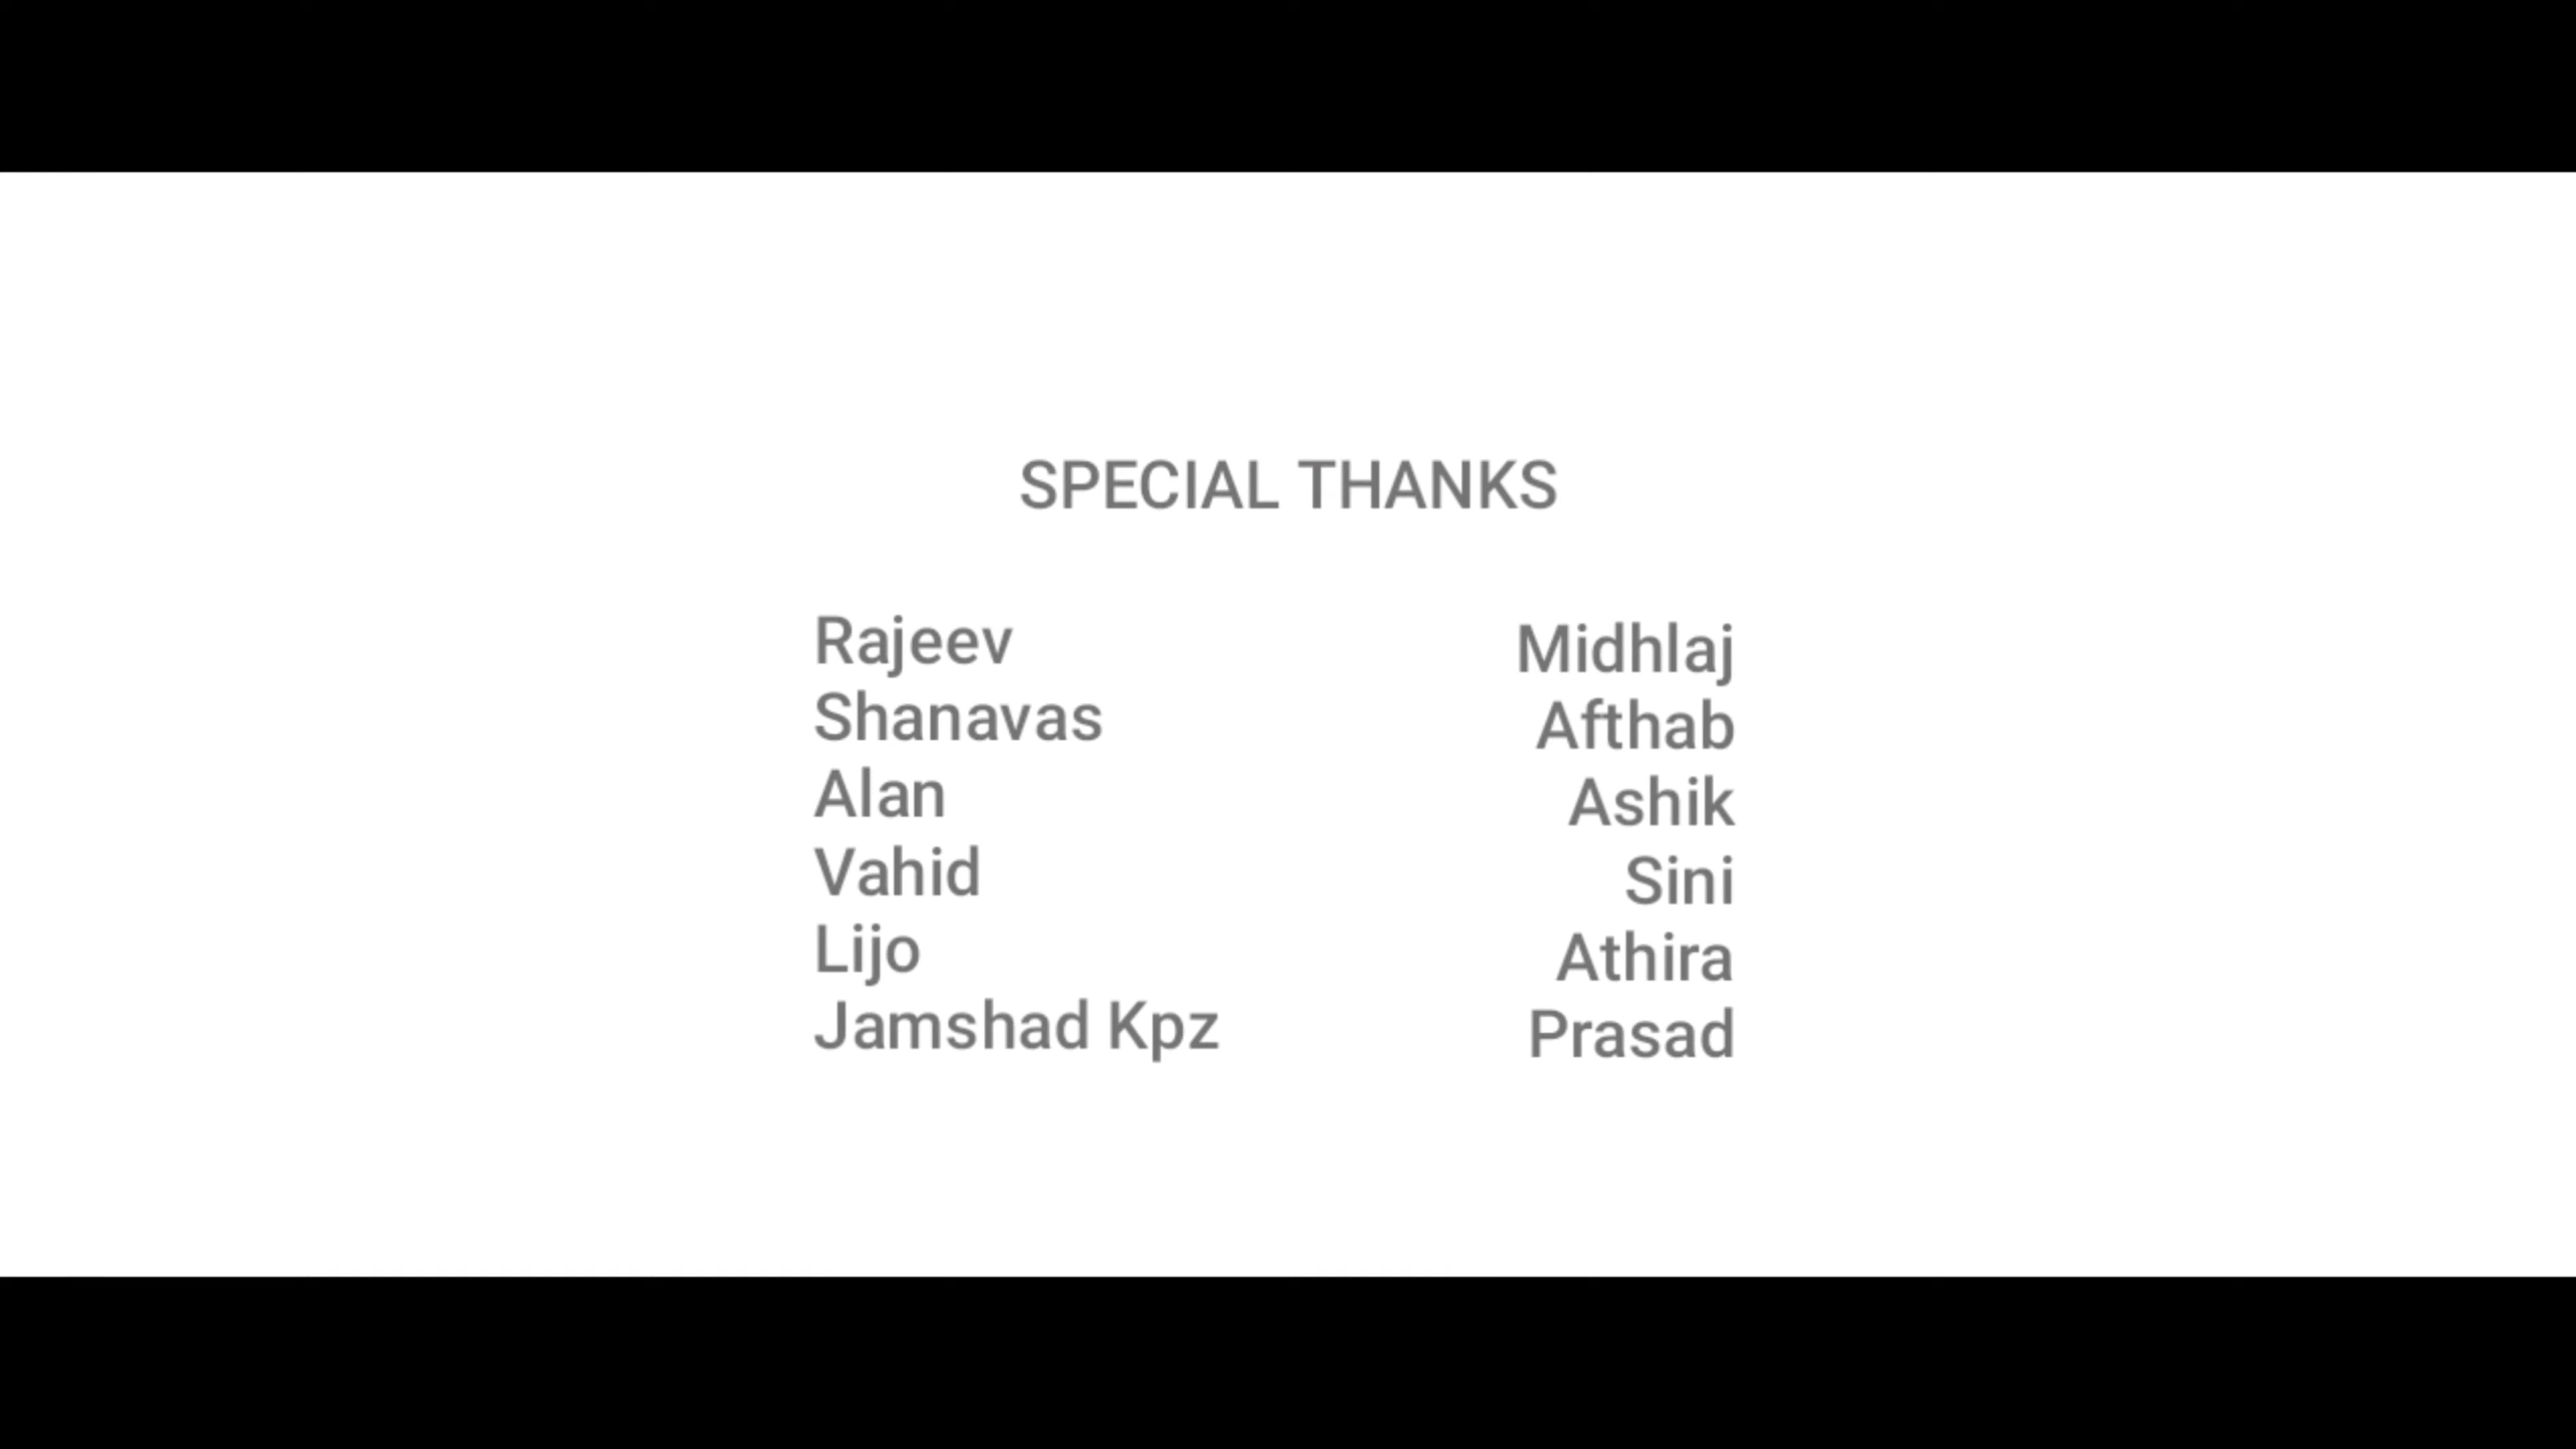 SPECIAL THANKS
Rajeev
Shanavas
Alan
Vahid
Lijo
Jamshad Kpz
Midhlaj
Afthab
Ashik
Sini
Athira
Prasad